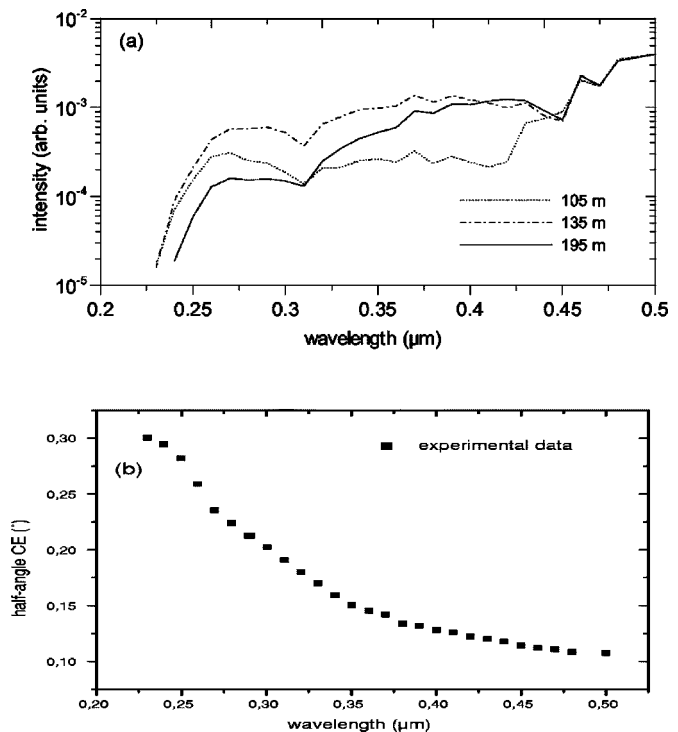 10⁻²
(a)
10⁻³
10⁻⁴
10⁻⁵
intensity (arb. units)
105 m
135 m
195 m
0.2 0.25 0.3 0.35 0.4 0.45 0.5
wavelength (µm)
0,30
(b)
experimental data
0,25
0,20
0,15
0,10
half-angle CE (°)
0,20 0,25 0,30 0,35 0,40 0,45 0,50
wavelength (µm)